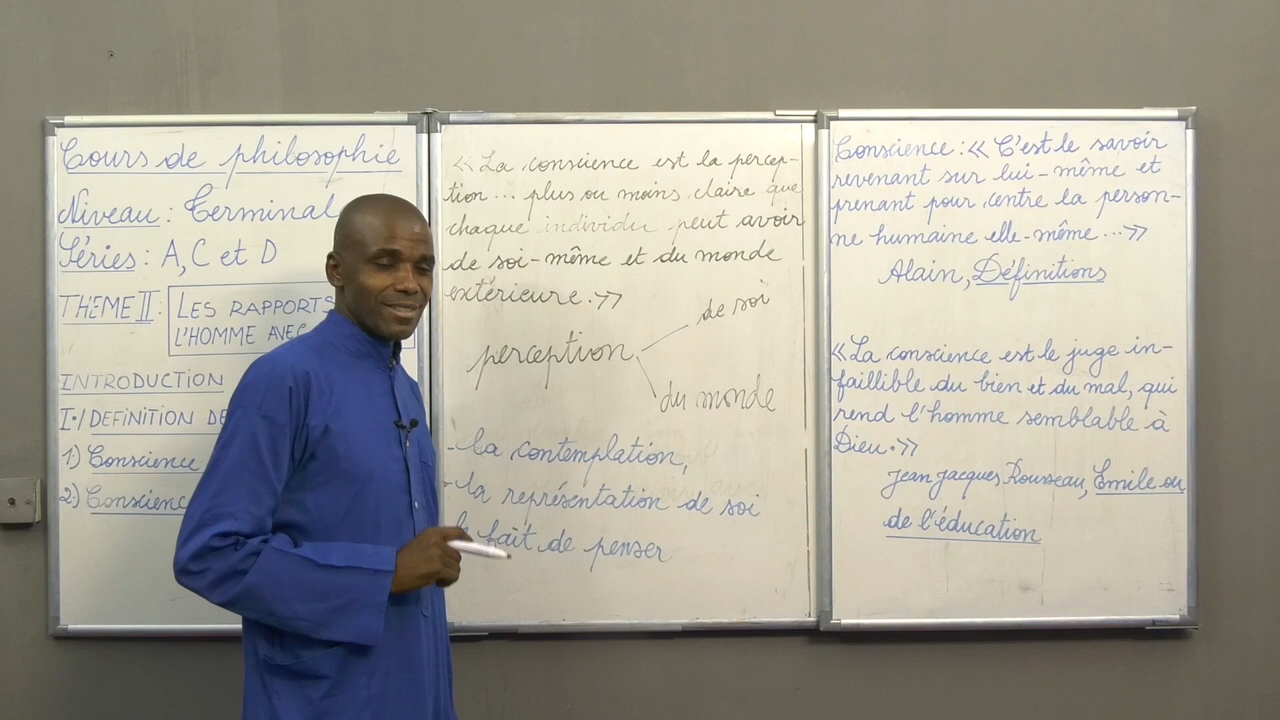 Cours de philosophie
Niveau : Terminal
Séries : A, C et D
THEME II : LES RAPPORTS
L'HOMME AVEC
INTRODUCTION
I./ DEFINITION DE
1) Conscience
2) Conscience
<< La conscience est la percep-
tion ... plus ou moins claire que
chaque individu peut avoir
de soi-même et du monde
extérieure. >>
perception
de soi
du monde
- La contemplation,
- la représentation de soi
fait de penser
Conscience : << C'est le savoir
revenant sur lui-même et
prenant pour centre la person-
ne humaine elle-même ... >>
Alain, Définitions
<< La conscience est le juge in-
faillible du bien et du mal, qui
rend l'homme semblable à
Dieu. >>
Jean Jacques Rousseau, Emile ou
de l'éducation